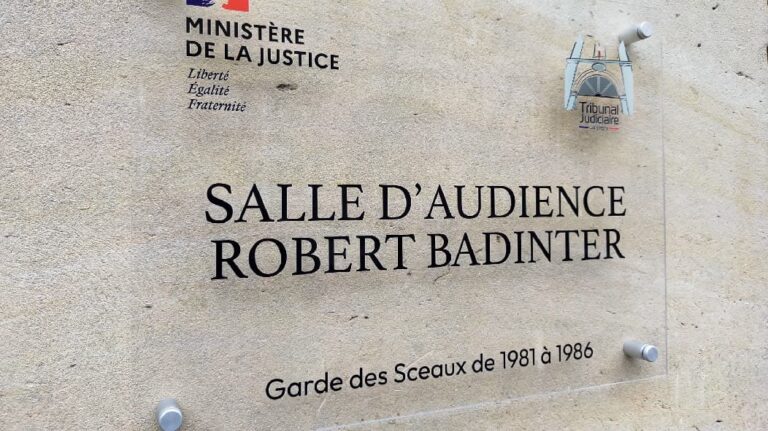 MINISTÈRE
DE LA JUSTICE
Liberté
Égalité
Fraternité
Tribunal
Judiciaire
SALLE D'AUDIENCE
ROBERT BADINTER
Garde des Sceaux de 1981 à 1986